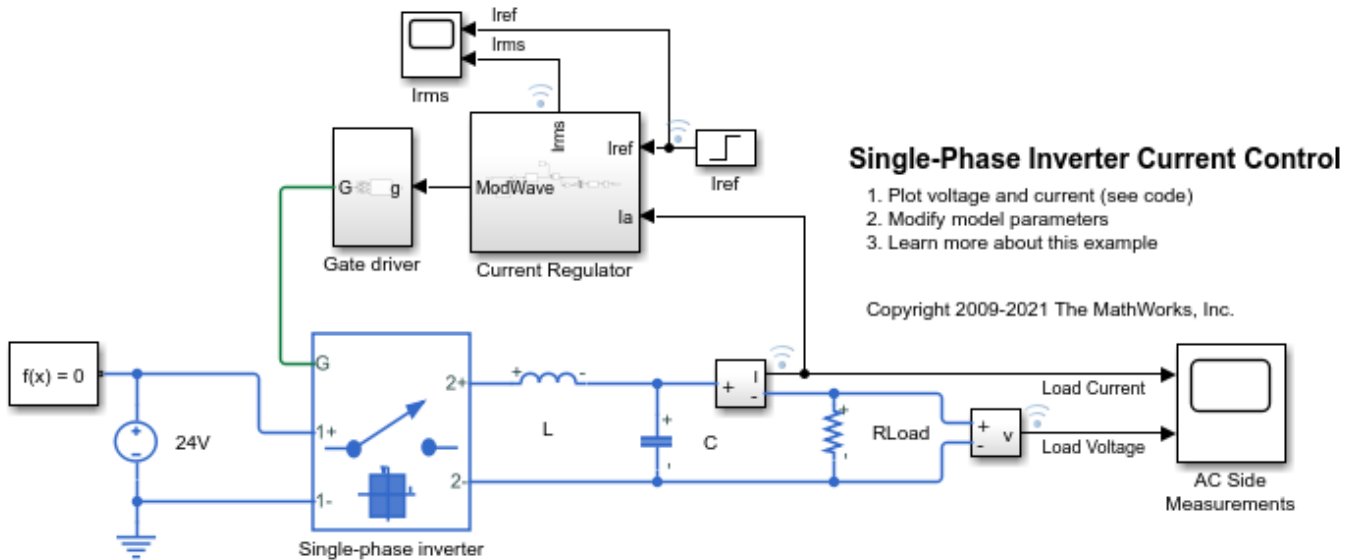 Iref
Irms
Irms
Irms
Iref
ModWave
Ia
G
g
Iref
Gate driver
Current Regulator
Single-Phase Inverter Current Control
1. Plot voltage and current (see code)
2. Modify model parameters
3. Learn more about this example
Copyright 2009-2021 The MathWorks, Inc.
f(x) = 0
24V
G
1+
1-
2+
2-
Single-phase inverter
+
-
L
+
C
+
I
-
+
RLoad
+
-
v
Load Current
Load Voltage
AC Side
Measurements